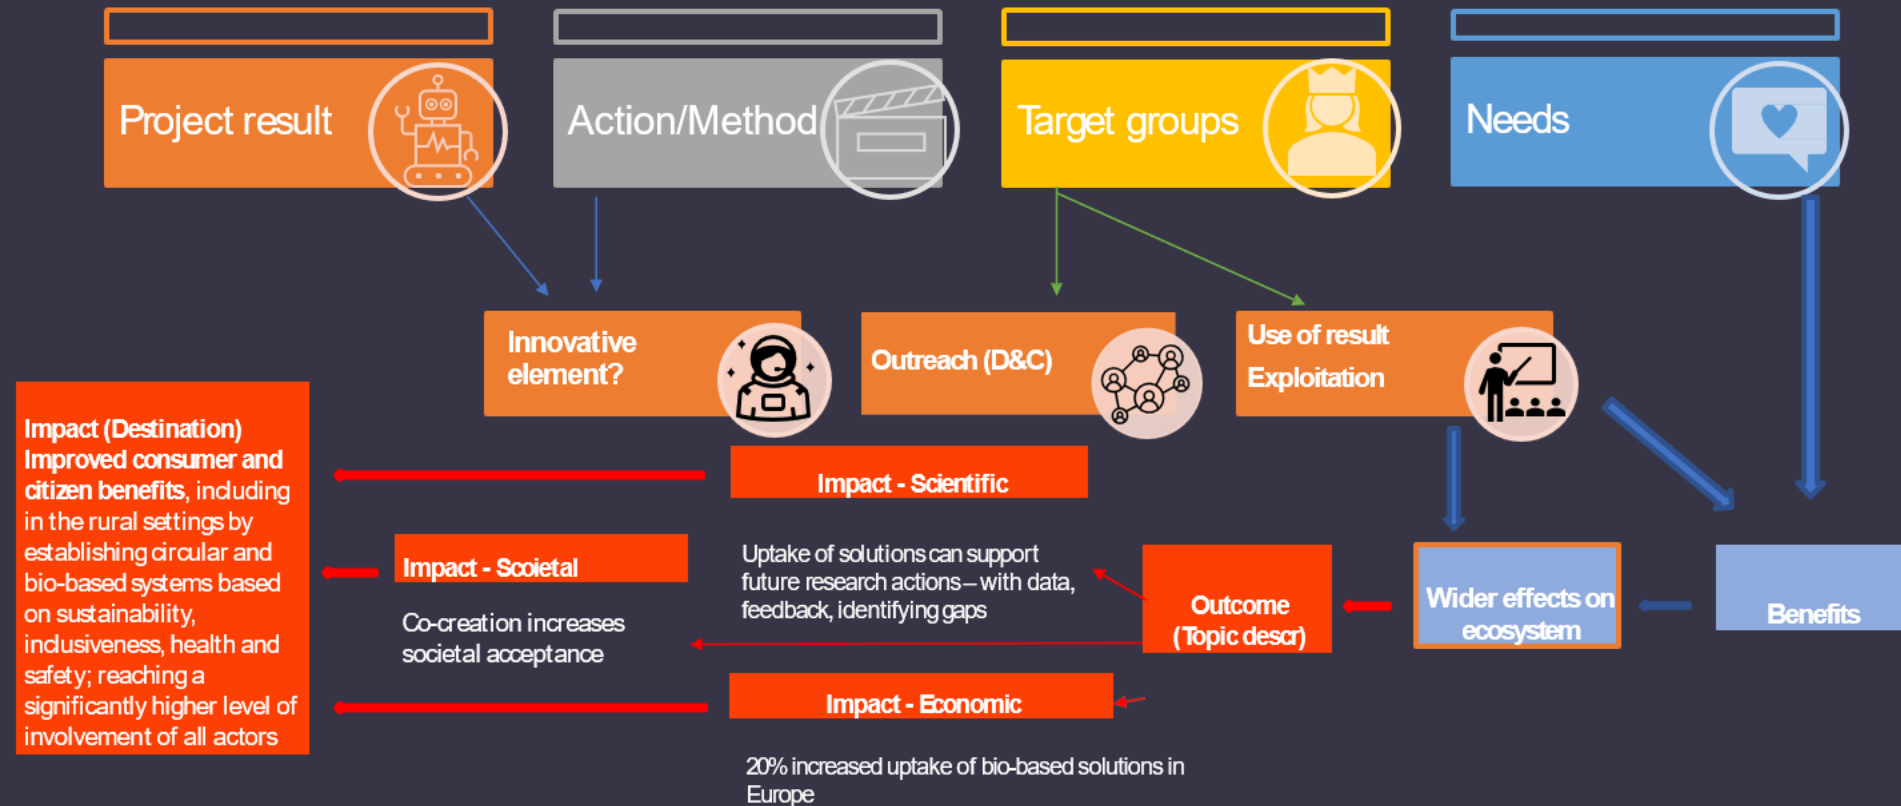 Project result
Action/Method
Target groups
Needs
Innovative
element?
Outreach (D&C)
Use of result
Exploitation
Impact (Destination)
Improved consumer and
citizen benefits, including
in the rural settings by
establishing circular and
bio-based systems based
on sustainability,
inclusiveness, health and
safety; reaching a
significantly higher level of
involvement of all actors
Impact - Scientific
Impact - Scoietal
Co-creation increases
societal acceptance
Uptake of solutions can support
future research actions – with data,
feedback, identifying gaps
Outcome
(Topic descr)
Wider effects on
ecosystem
Benefits
Impact - Economic
20% increased uptake of bio-based solutions in
Europe